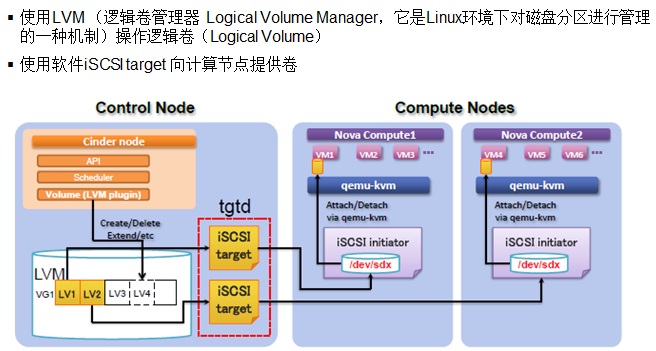 ▪ 使用LVM （逻辑卷管理器 Logical Volume Manager，它是Linux环境下对磁盘分区进行管理
的一种机制）操作逻辑卷（Logical Volume）
▪ 使用软件iSCSI target 向计算节点提供卷
Control Node
Compute Nodes
Cinder node
API
Scheduler
Volume (LVM plugin)
Create/Delete
Extend/etc
tgtd
iSCSI
target
iSCSI
target
LVM
VG1
LV1
LV2
LV3
LV4
Nova Compute1
VM1
VM2
VM3
...
qemu-kvm
Attach/Detach
via qemu-kvm
iSCSI initiator
/dev/sdx
Nova Compute2
VM4
VM5
VM6
...
qemu-kvm
Attach/Detach
via qemu-kvm
iSCSI initiator
/dev/sdx